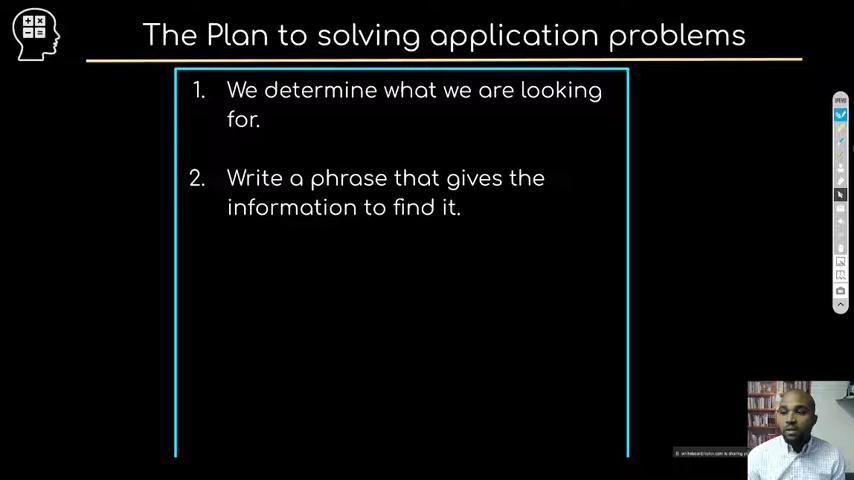 The Plan to solving application problems
1. We determine what we are looking
for.
2. Write a phrase that gives the
information to find it.